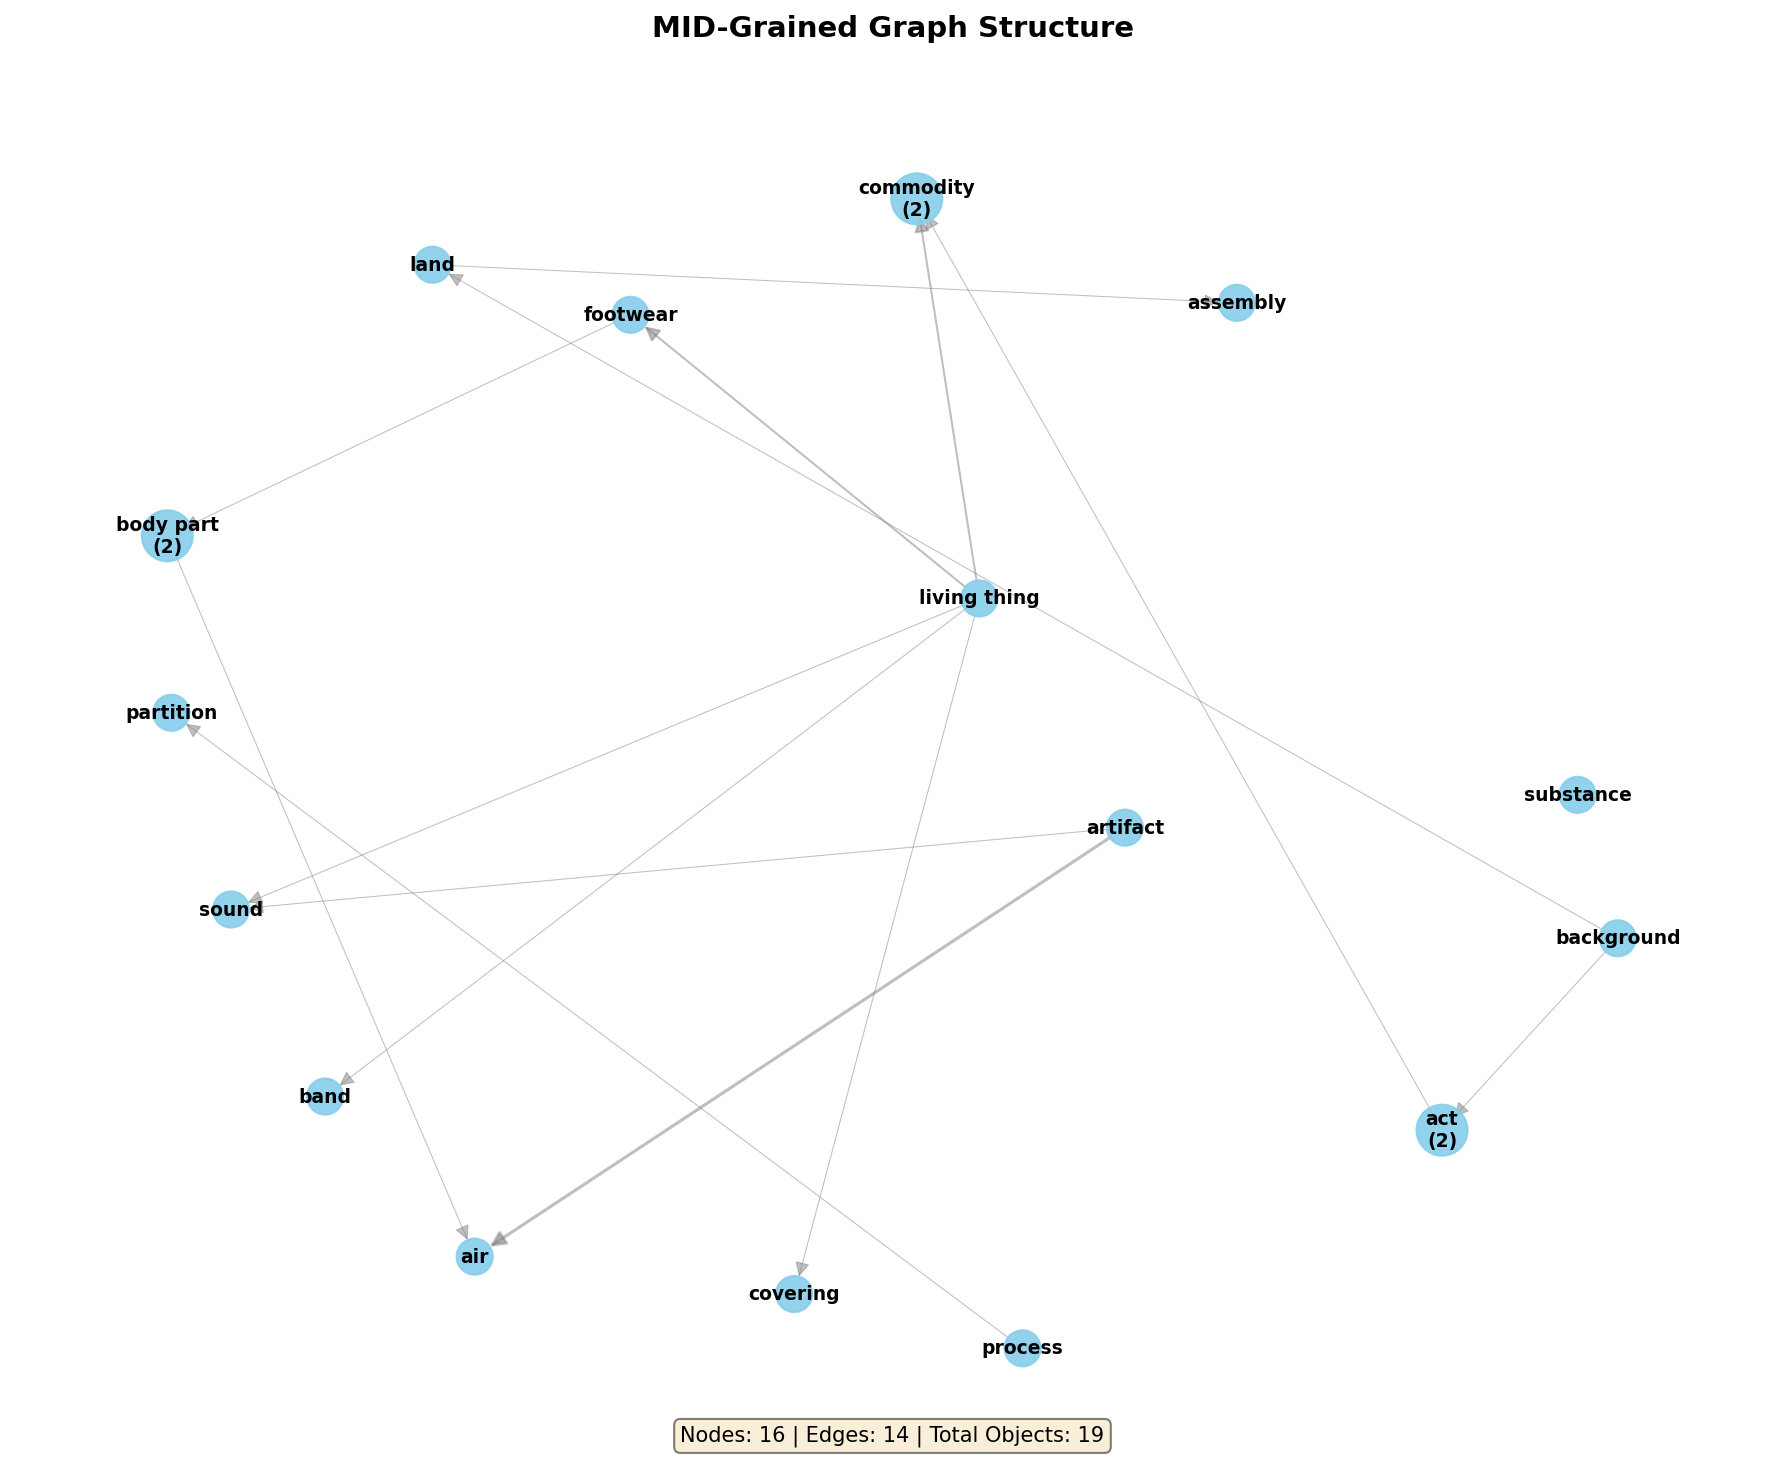 MID-Grained Graph Structure
commodity
(2)
land
assembly
footwear
body part
(2)
living thing
partition
substance
artifact
sound
background
band
act
(2)
air
covering
process
Nodes: 16 | Edges: 14 | Total Objects: 19